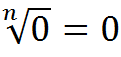 ⁿ√0 = 0